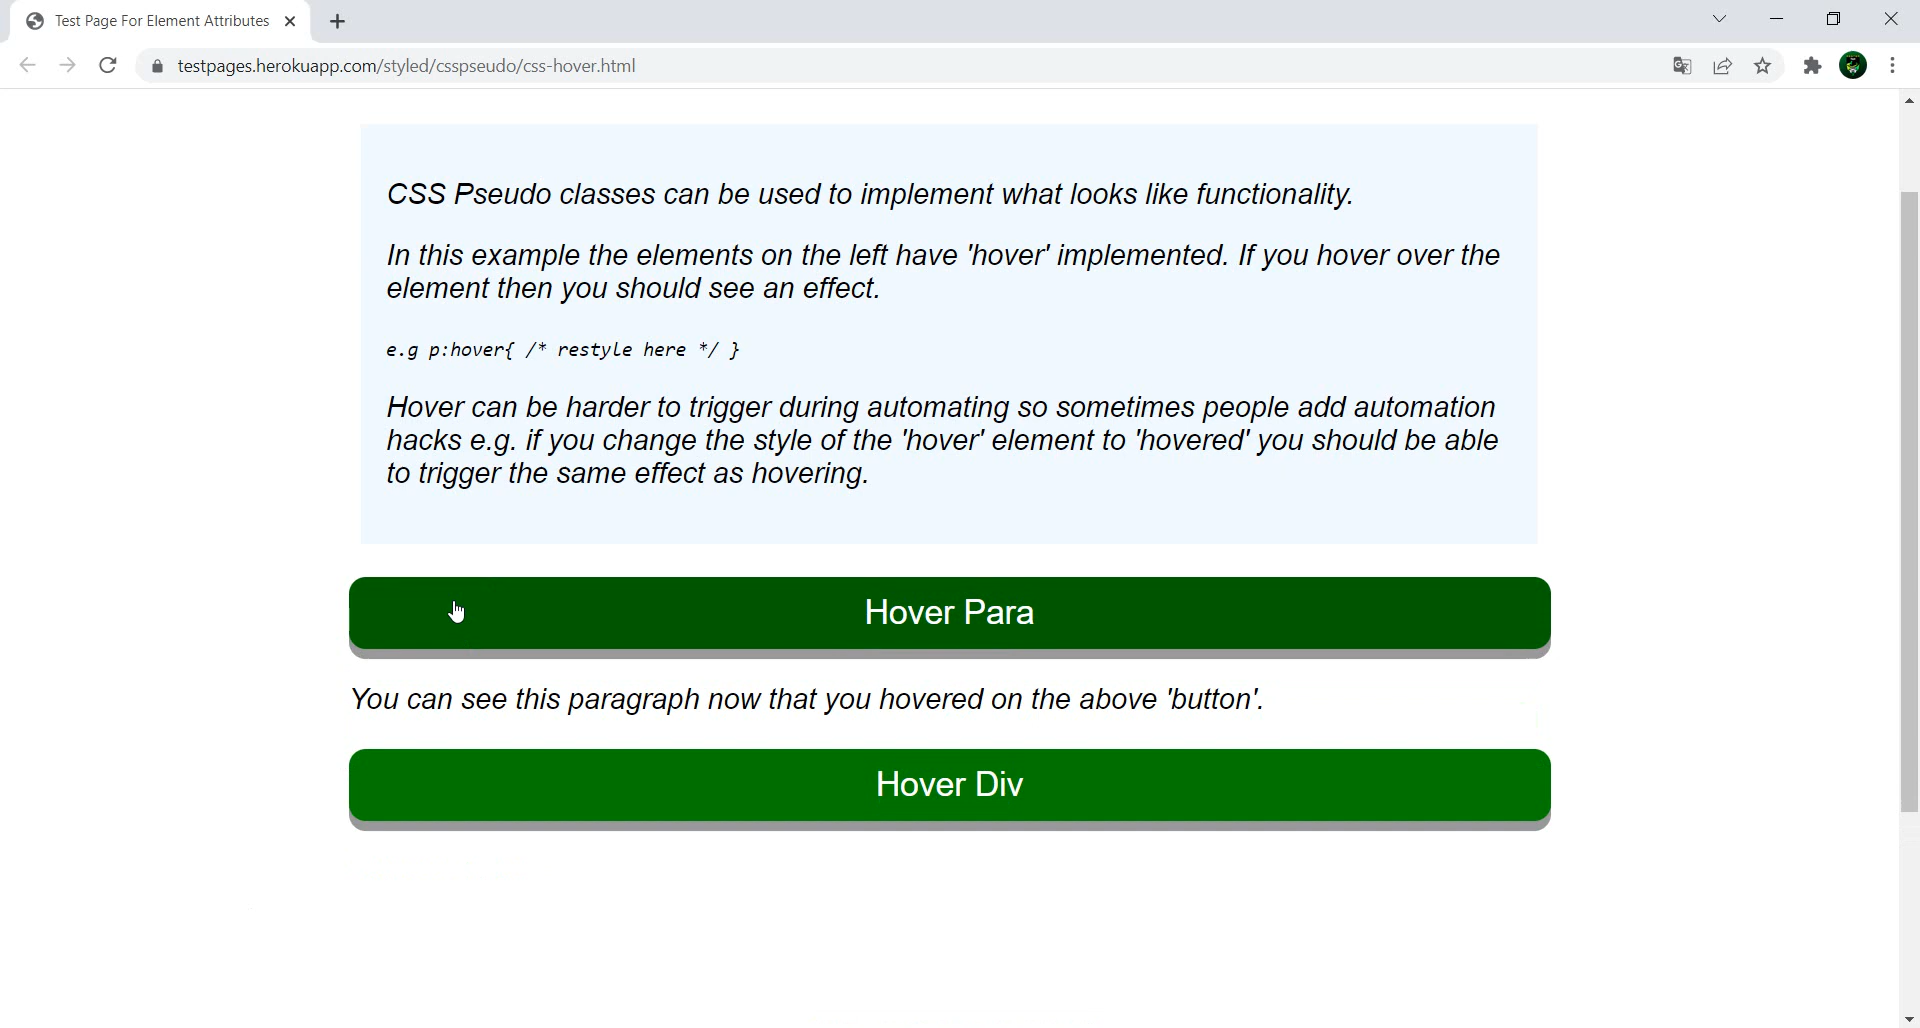 Test Page For Element Attributes
testpages.herokuapp.com/styled/csspseudo/css-hover.html
CSS Pseudo classes can be used to implement what looks like functionality.
In this example the elements on the left have 'hover' implemented. If you hover over the
element then you should see an effect.
e.g p:hover{ /* restyle here */ }
Hover can be harder to trigger during automating so sometimes people add automation
hacks e.g. if you change the style of the 'hover' element to 'hovered' you should be able
to trigger the same effect as hovering.
Hover Para
You can see this paragraph now that you hovered on the above 'button'.
Hover Div